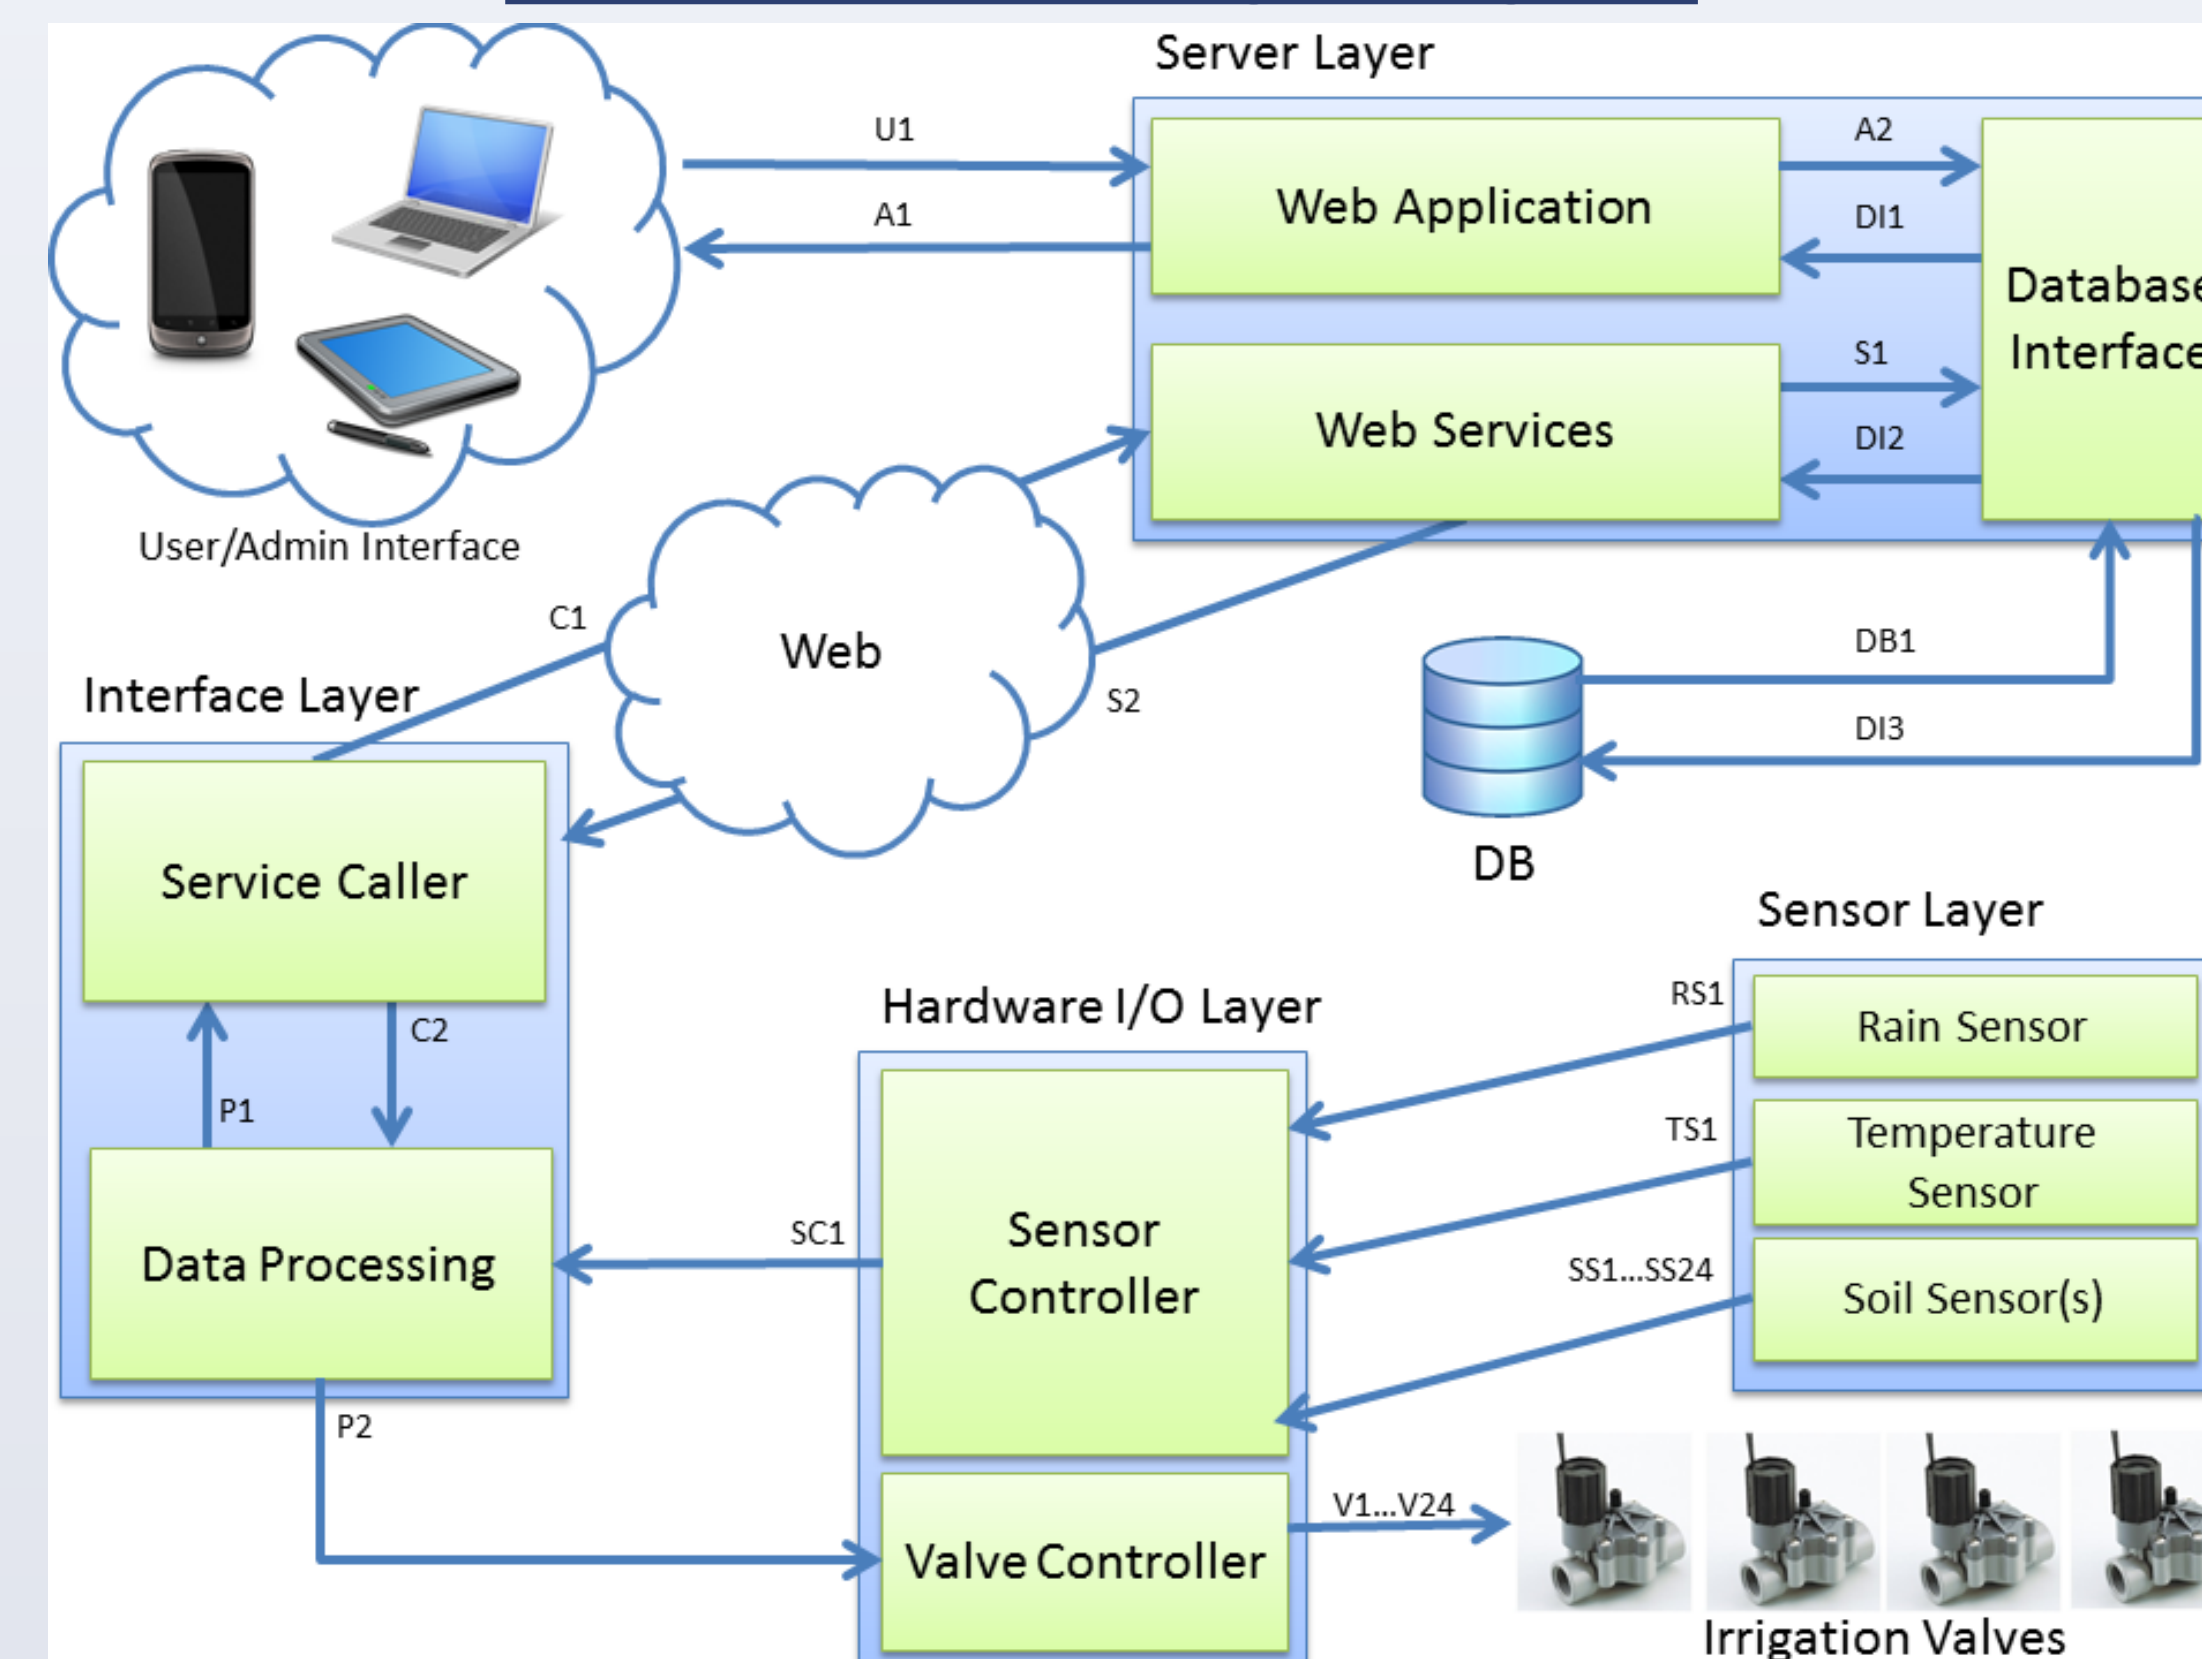 Server Layer
U1
A2
Web Application
A1
DI1
Database
Interface
S1
Web Services
DI2
User/Admin Interface
C1
Web
DB1
Interface Layer
S2
DI3
DB
Service Caller
Sensor Layer
Hardware I/O Layer
RS1
Rain Sensor
C2
P1
TS1
Temperature
Sensor
Sensor
Controller
SC1
Data Processing
SS1...SS24
Soil Sensor(s)
P2
V1...V24
Valve Controller
Irrigation Valves